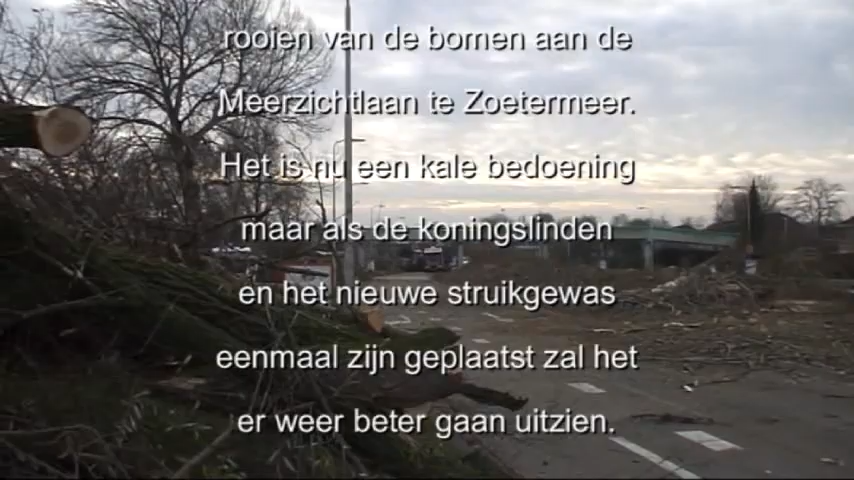 rooien van de bomen aan de
Meerzichtlaan te Zoetermeer.
Het is nu een kale bedoening
maar als de koningslinden
en het nieuwe struikgewas
eenmaal zijn geplaatst zal het
er weer beter gaan uitzien.